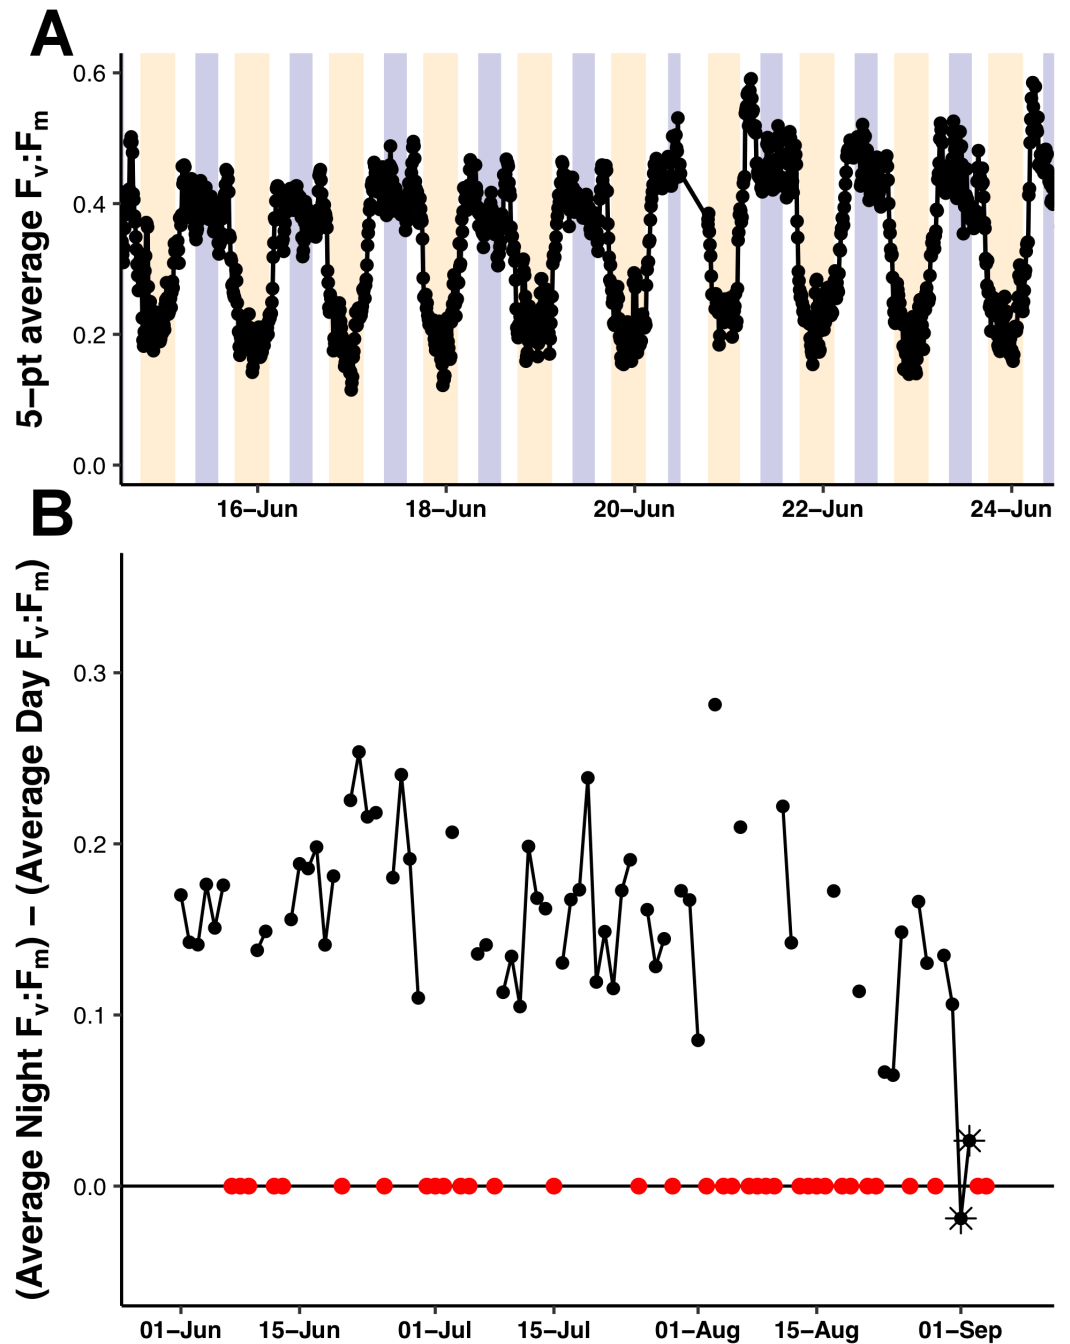 A
5–pt average Fv:Fm
0.6
0.4
0.2
0.0
16–Jun 18–Jun 20–Jun 22–Jun 24–Jun
B
(Average Night Fv:Fm) – (Average Day Fv:Fm)
0.3
0.2
0.1
0.0
01–Jun 15–Jun 01–Jul 15–Jul 01–Aug 15–Aug 01–Sep